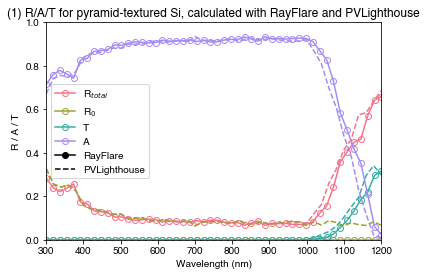 (1) R/A/T for pyramid-textured Si, calculated with RayFlare and PVLighthouse
1.0
0.8
0.6
0.4
0.2
0.0
R / A / T
R_total
R_0
T
A
RayFlare
PVLighthouse
300 400 500 600 700 800 900 1000 1100 1200
Wavelength (nm)